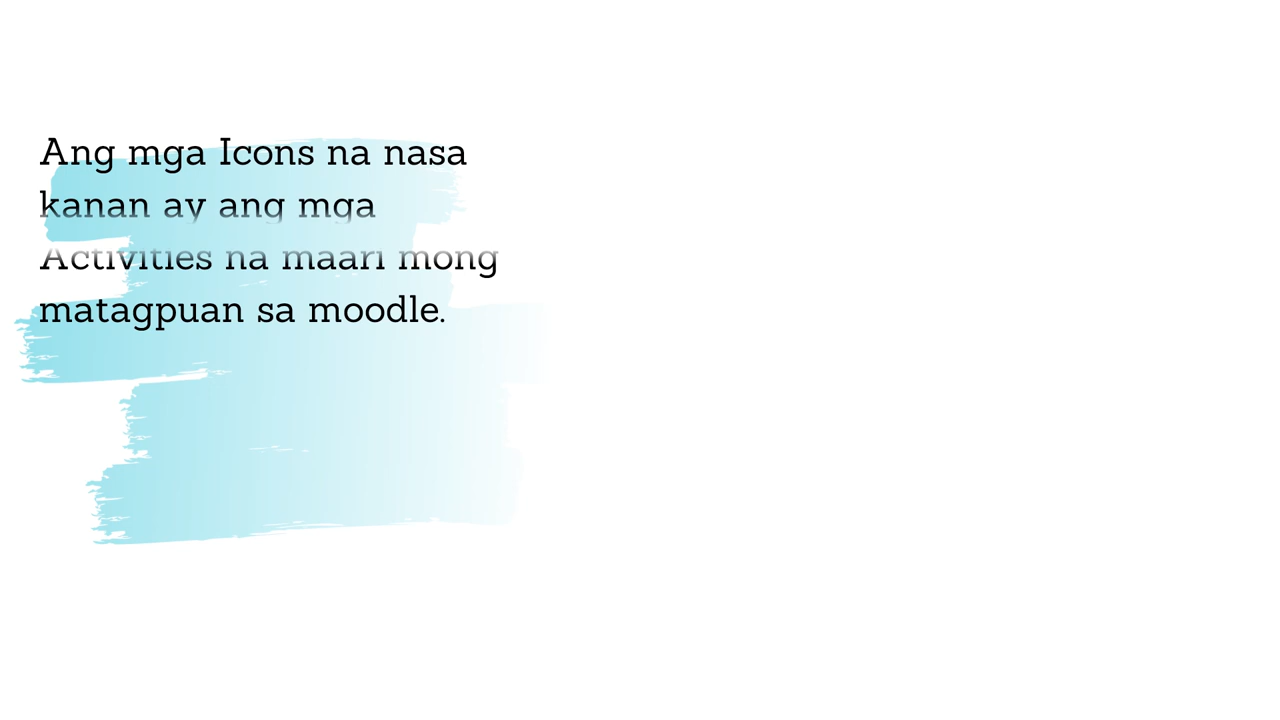 Ang mga Icons na nasa
kanan ay ang mga
Activities na maari mong
matagpuan sa moodle.